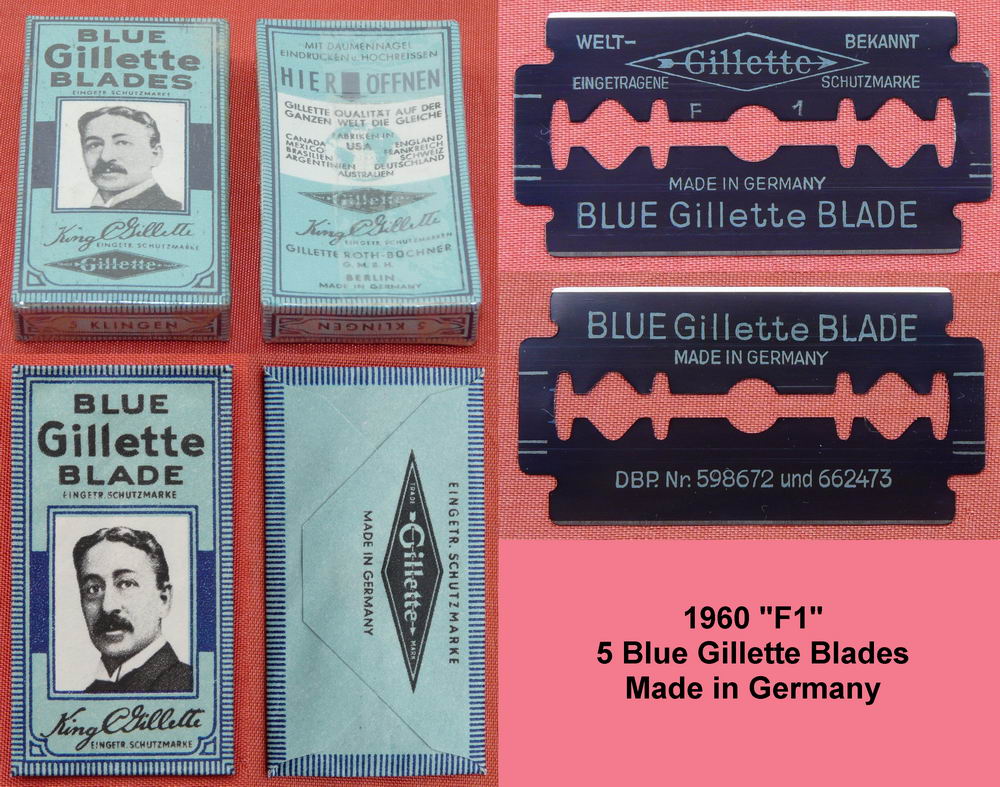 BLUE
Gillette
BLADES
EINGETR. SCHUTZMARKE
King C Gillette
EINGETR. SCHUTZMARKE
Gillette
5 KLINGEN
MIT DAUMENNAGEL
EINDRÜCKEN u. HOCHREISSEN
HIER ÖFFNEN
GILLETTE QUALITÄT AUF DER
GANZEN WELT DIE GLEICHE
FABRIKEN IN
CANADA USA ENGLAND
MEXICO FRANKREICH
BRASILIEN SCHWEIZ
ARGENTINIEN DEUTSCHLAND
AUSTRALIEN
Gillette
King C Gillette
EINGETR. SCHUTZMARKEN
GILLETTE ROTH-BÜCHNER
G. M. B. H.
BERLIN
MADE IN GERMANY
5 KLINGEN
WELT- BEKANNT
Gillette
EINGETRAGENE SCHUTZMARKE
F 1
MADE IN GERMANY
BLUE Gillette BLADE
BLUE Gillette BLADE
MADE IN GERMANY
DBP. Nr. 598672 und 662473
BLUE
Gillette
BLADE
EINGETR. SCHUTZMARKE
King C Gillette
EINGETR. SCHUTZMARKE
EINGETR. SCHUTZMARKE
TRADE Gillette MARK
MADE IN GERMANY
1960 "F1"
5 Blue Gillette Blades
Made in Germany